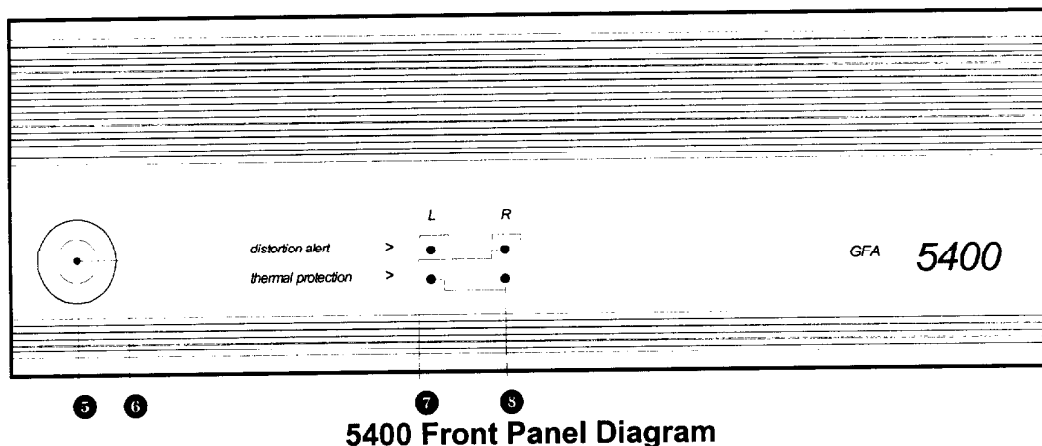 L R
distortion alert >
thermal protection >
GFA 5400
5 6 7 8
5400 Front Panel Diagram